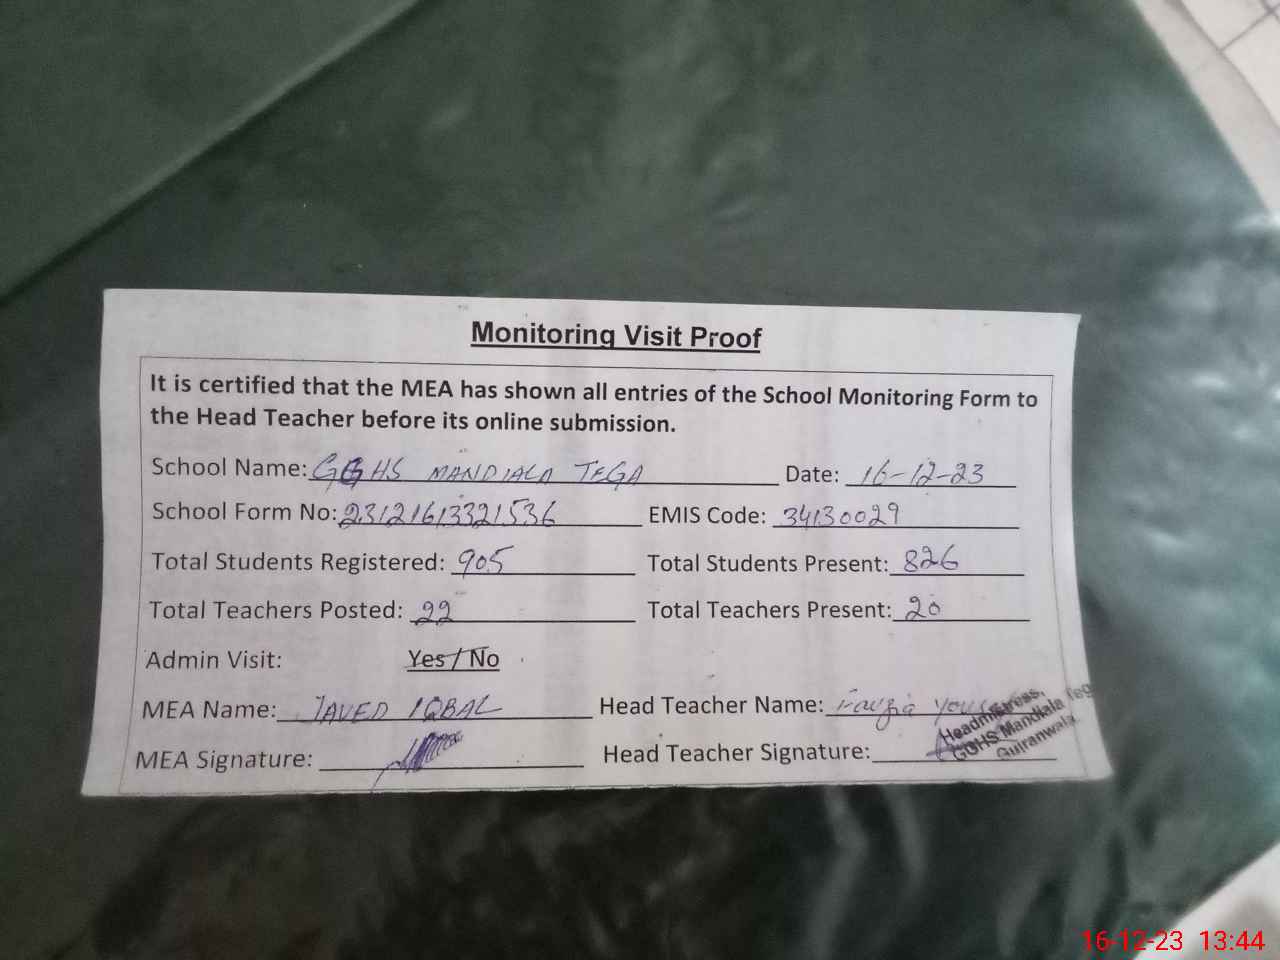 Monitoring Visit Proof
It is certified that the MEA has shown all entries of the School Monitoring Form to
the Head Teacher before its online submission.
School Name: GGHS MANDIALA TEGA Date: 16-12-23
School Form No: 23121613321536 EMIS Code: 34130029
Total Students Registered: 905 Total Students Present: 826
Total Teachers Posted: 22 Total Teachers Present: 20
Admin Visit: Yes / No
MEA Name: JAVED IQBAL Head Teacher Name: Fauzia
MEA Signature: Head Teacher Signature:
Headmistress,
GGHS Mandiala Teg
Gujranwala
16-12-23 13:44